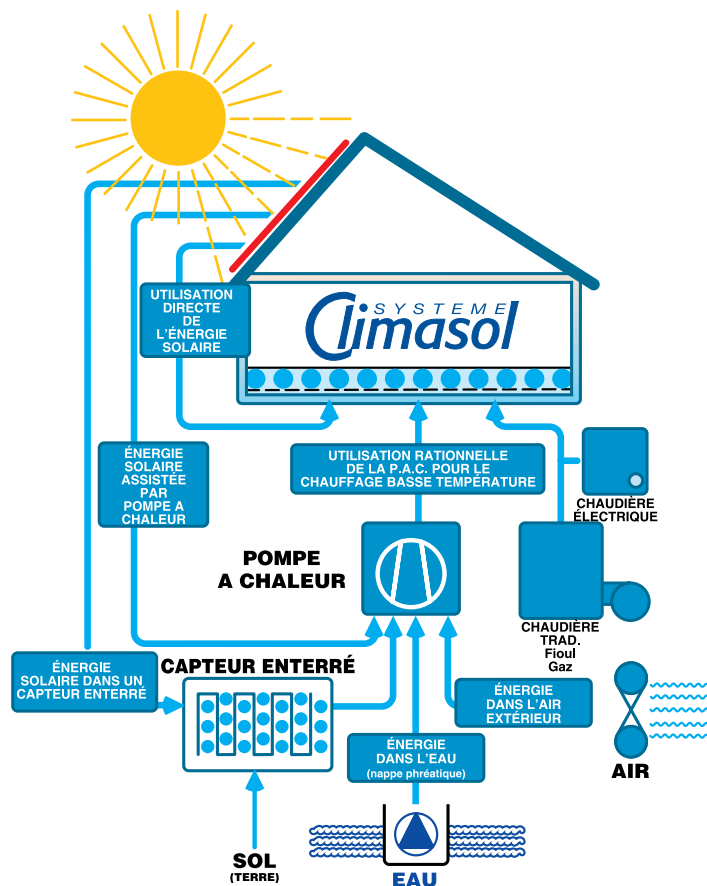 SYSTEME
Climasol
UTILISATION
DIRECTE
DE
L'ÉNERGIE
SOLAIRE
ÉNERGIE
SOLAIRE
ASSISTÉE
PAR
POMPE A
CHALEUR
UTILISATION RATIONNELLE
DE LA P.A.C. POUR LE
CHAUFFAGE BASSE TEMPÉRATURE
CHAUDIÈRE
ÉLECTRIQUE
POMPE
A CHALEUR
CHAUDIÈRE
TRAD.
Fioul
Gaz
ÉNERGIE
SOLAIRE DANS UN
CAPTEUR ENTERRÉ
CAPTEUR ENTERRÉ
ÉNERGIE
DANS L'AIR
EXTÉRIEUR
ÉNERGIE
DANS L'EAU
(nappe phréatique)
AIR
SOL
(TERRE)
EAU